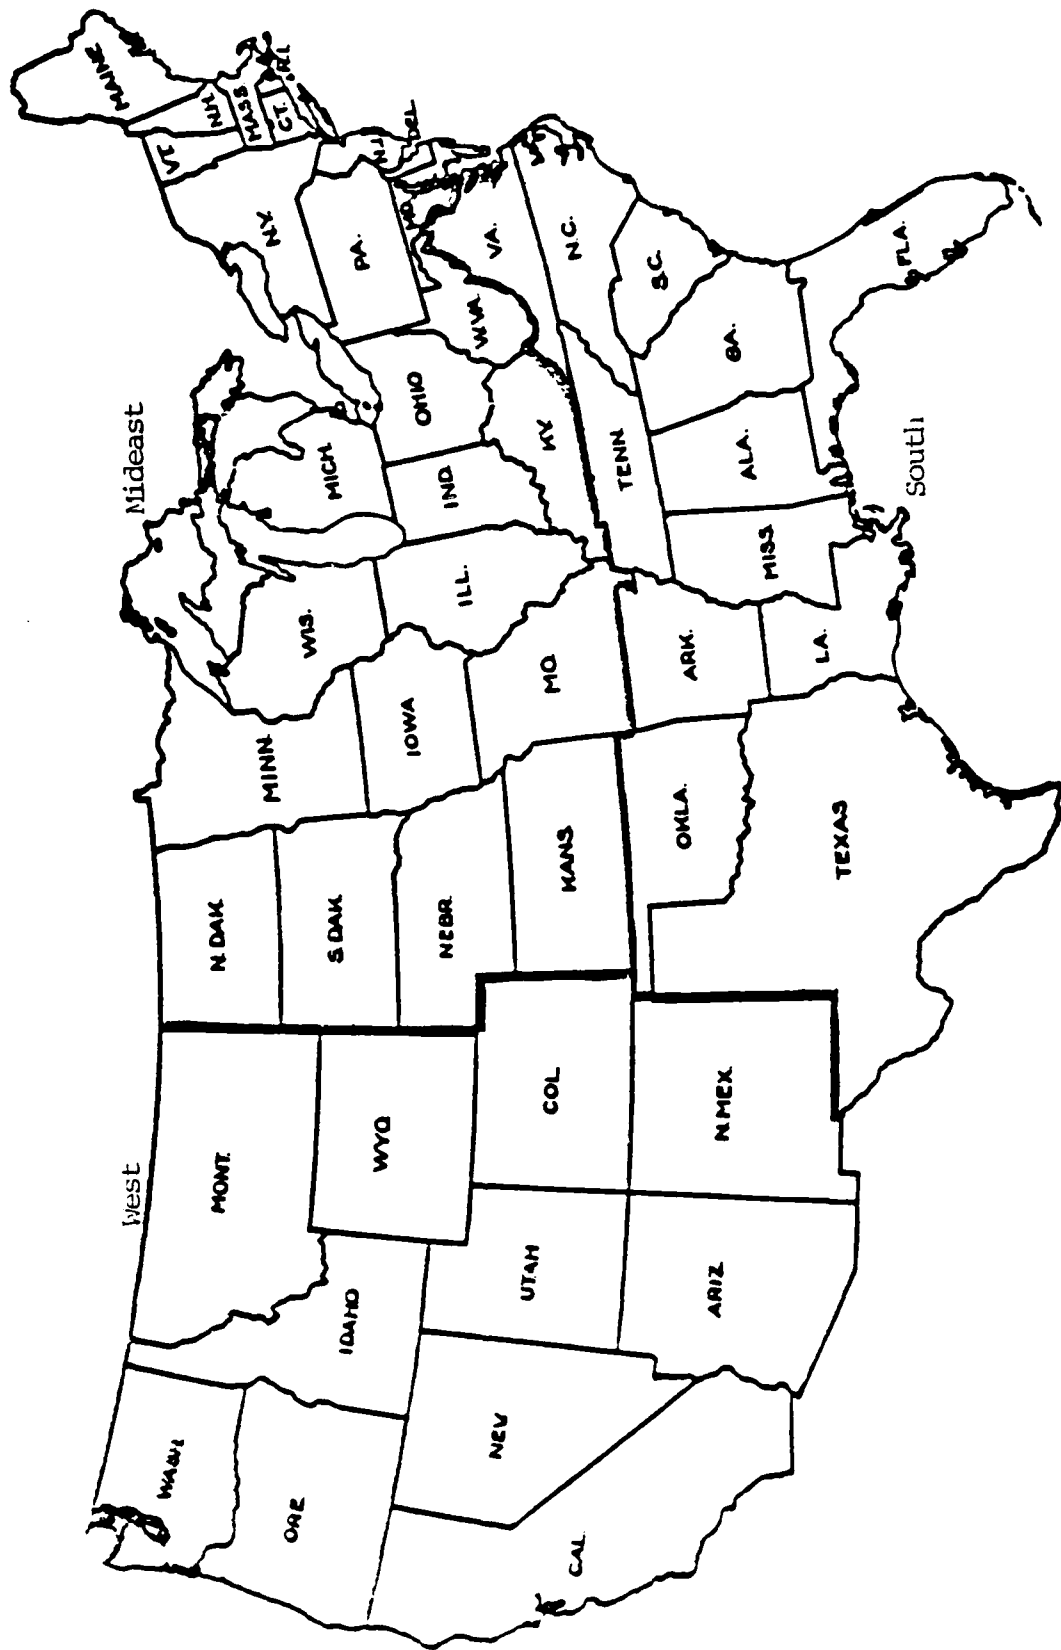 West
Mideast
South
WASH.
ORE
CAL.
NEV
IDAHO
MONT.
WYO.
UTAH
ARIZ
COL
N.MEX.
N.DAK.
S.DAK.
NEBR.
KANS
OKLA.
TEXAS
MINN.
IOWA
MO.
ARK.
LA.
WIS.
ILL.
MICH.
IND.
OHIO
KY.
TENN.
MISS.
ALA.
GA.
FLA.
S.C.
N.C.
VA.
W.VA.
PA.
N.Y.
MD.
DEL.
N.J.
VT.
N.H.
MASS.
CT.
R.I.
MAINE